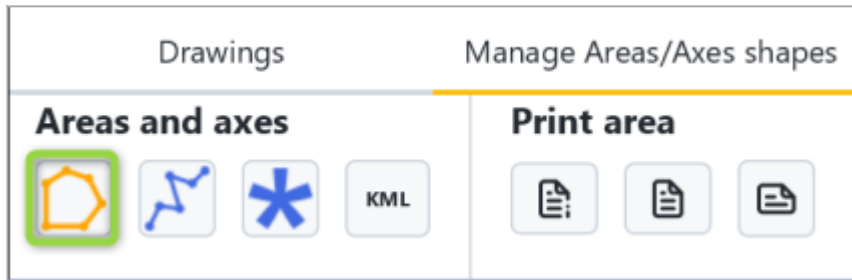 Drawings
Manage Areas/Axes shapes
Areas and axes
Print area
KML